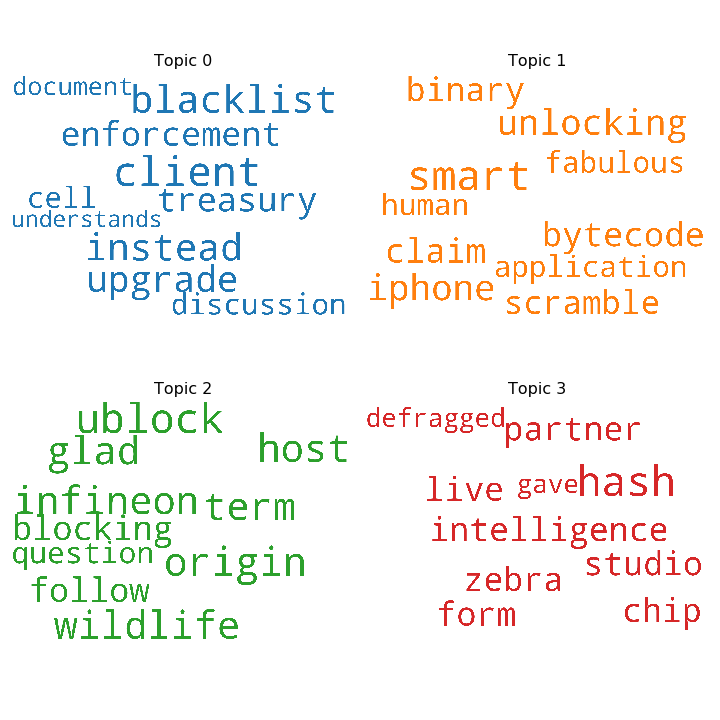 Topic 0
document
blacklist
enforcement
client
cell
treasury
understands
instead
upgrade
discussion
Topic 1
binary
unlocking
fabulous
smart
human
bytecode
claim
application
iphone
scramble
Topic 2
ublock
glad
host
infineon
term
blocking
question
origin
follow
wildlife
Topic 3
defragged
partner
live
gave
hash
intelligence
studio
zebra
form
chip